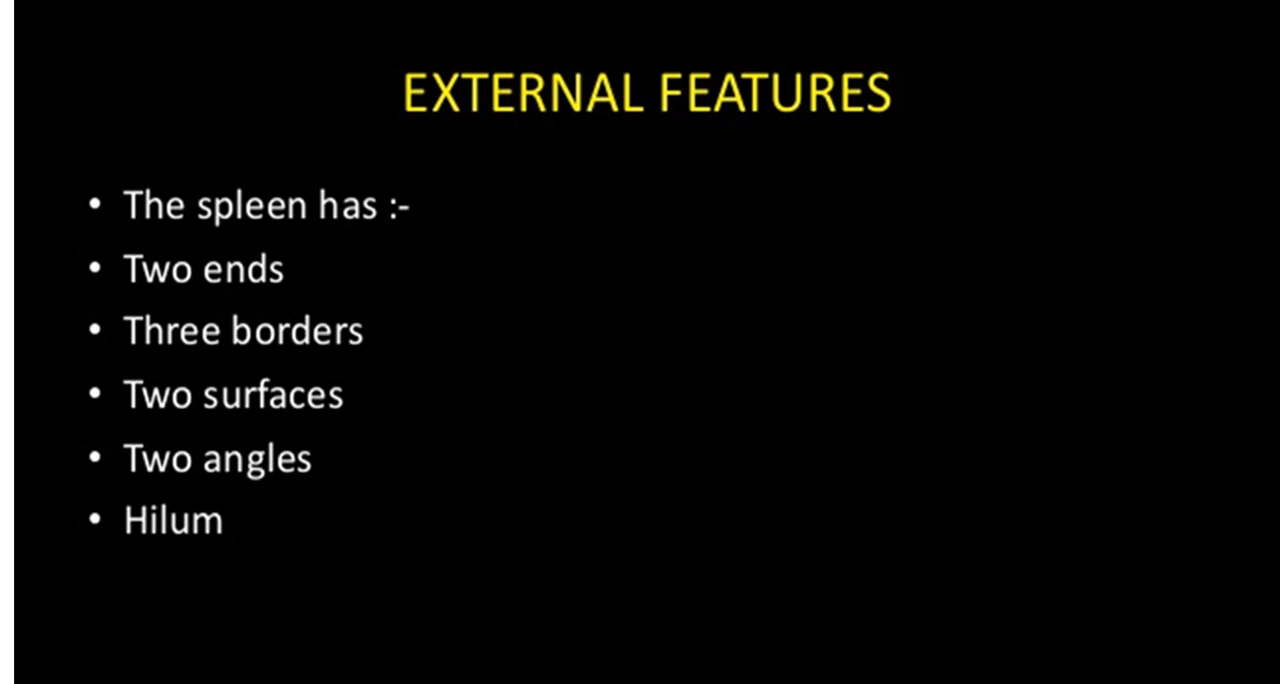 EXTERNAL FEATURES
• The spleen has :-
• Two ends
• Three borders
• Two surfaces
• Two angles
• Hilum